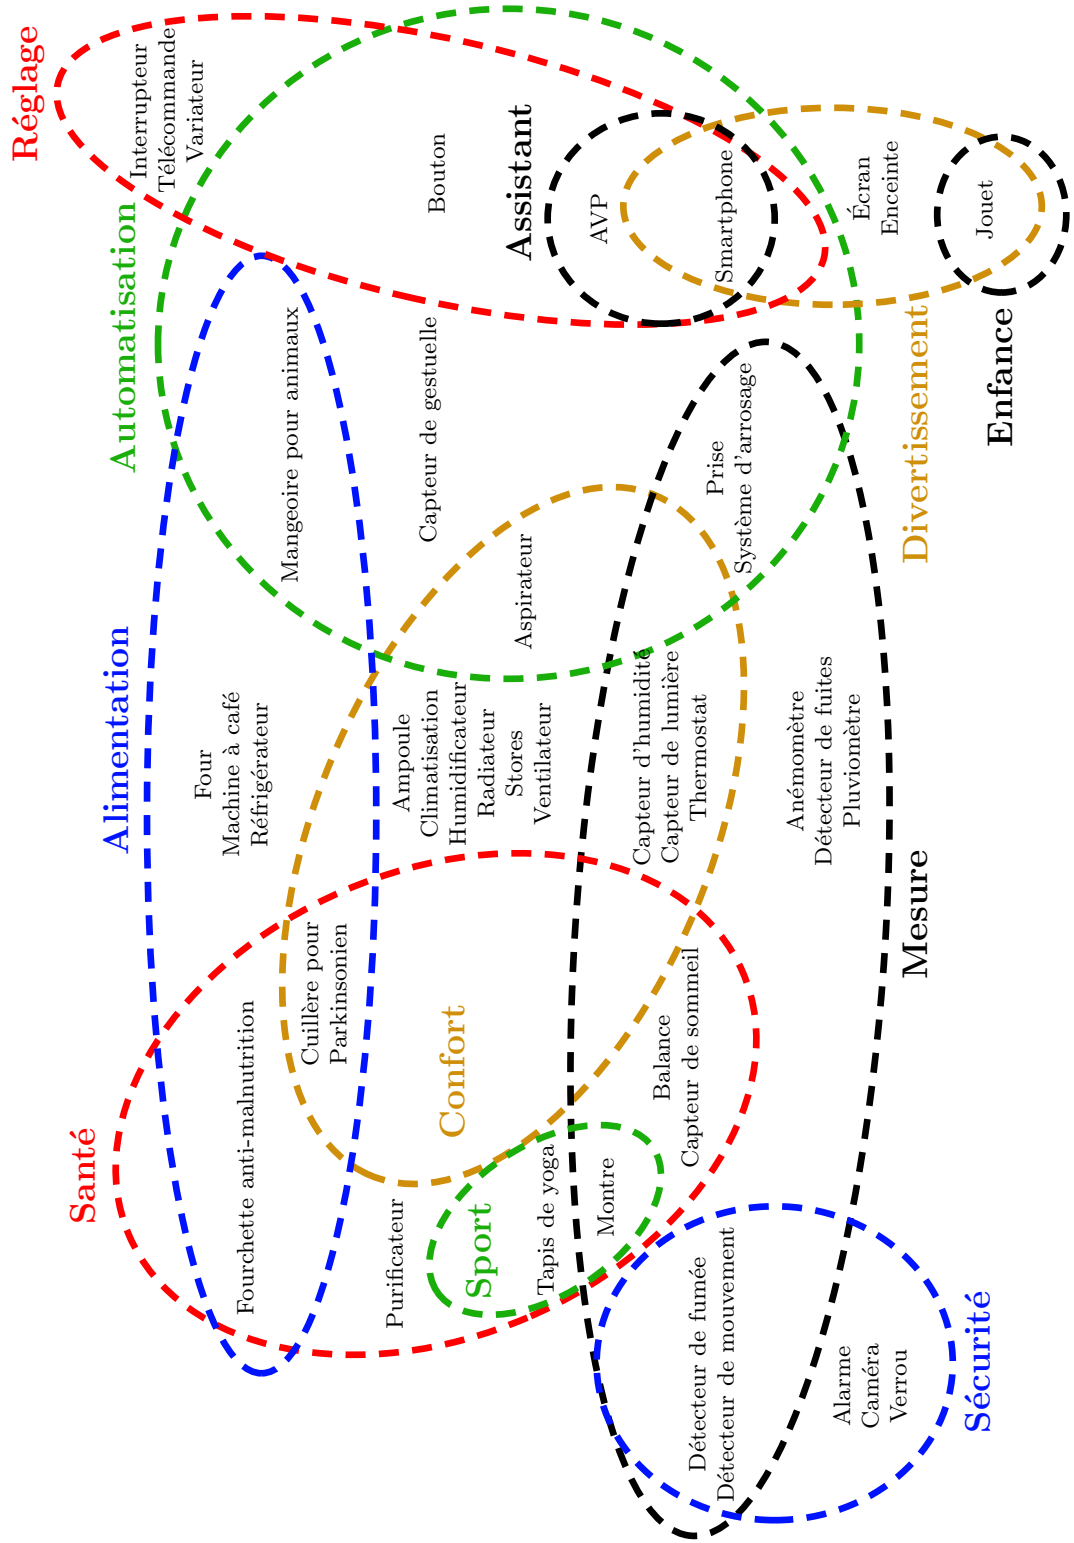 Santé
Alimentation
Automatisation
Réglage
Interrupteur
Télécommande
Variateur
Four
Machine à café
Réfrigérateur
Fourchette anti-malnutrition
Mangeoire pour animaux
Cuillère pour
Parkinsonien
Purificateur
Confort
Ampoule
Climatisation
Humidificateur
Radiateur
Stores
Ventilateur
Capteur de gestuelle
Bouton
Sport
Tapis de yoga
Montre
Aspirateur
Assistant
AVP
Smartphone
Balance
Capteur de sommeil
Capteur d'humidité
Capteur de lumière
Thermostat
Prise
Système d'arrosage
Détecteur de fumée
Détecteur de mouvement
Anémomètre
Détecteur de fuites
Pluviomètre
Écran
Enceinte
Alarme
Caméra
Verrou
Mesure
Divertissement
Jouet
Sécurité
Enfance